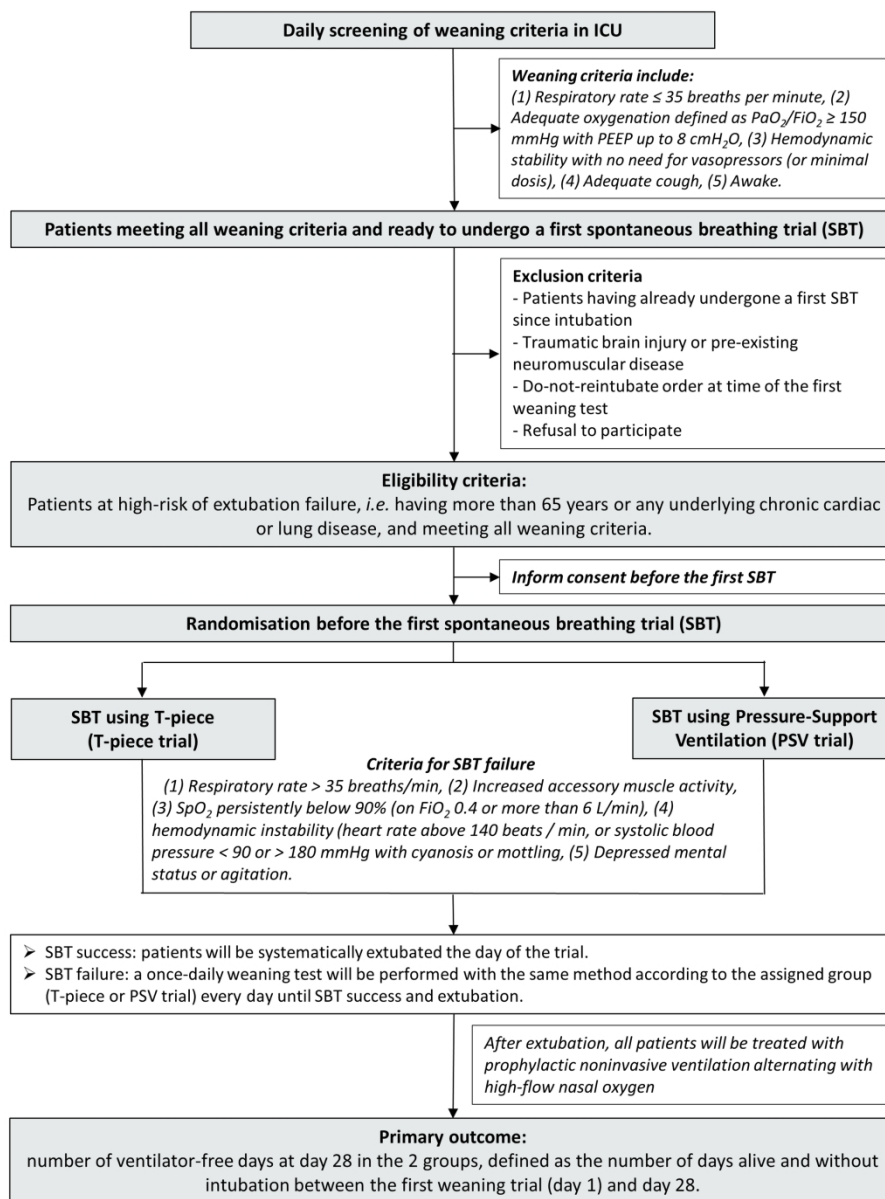 Daily screening of weaning criteria in ICU
Weaning criteria include:
(1) Respiratory rate ≤ 35 breaths per minute, (2)
Adequate oxygenation defined as PaO₂/FiO₂ ≥ 150
mmHg with PEEP up to 8 cmH₂O, (3) Hemodynamic
stability with no need for vasopressors (or minimal
dosis), (4) Adequate cough, (5) Awake.
Patients meeting all weaning criteria and ready to undergo a first spontaneous breathing trial (SBT)
Exclusion criteria
- Patients having already undergone a first SBT
since intubation
- Traumatic brain injury or pre-existing
neuromuscular disease
- Do-not-reintubate order at time of the first
weaning test
- Refusal to participate
Eligibility criteria:
Patients at high-risk of extubation failure, i.e. having more than 65 years or any underlying chronic cardiac
or lung disease, and meeting all weaning criteria.
Inform consent before the first SBT
Randomisation before the first spontaneous breathing trial (SBT)
SBT using T-piece
(T-piece trial)
SBT using Pressure-Support
Ventilation (PSV trial)
Criteria for SBT failure
(1) Respiratory rate > 35 breaths/min, (2) Increased accessory muscle activity,
(3) SpO₂ persistently below 90% (on FiO₂ 0.4 or more than 6 L/min), (4)
hemodynamic instability (heart rate above 140 beats / min, or systolic blood
pressure < 90 or > 180 mmHg with cyanosis or mottling, (5) Depressed mental
status or agitation.
➢ SBT success: patients will be systematically extubated the day of the trial.
➢ SBT failure: a once-daily weaning test will be performed with the same method according to the assigned group
(T-piece or PSV trial) every day until SBT success and extubation.
After extubation, all patients will be treated with
prophylactic noninvasive ventilation alternating with
high-flow nasal oxygen
Primary outcome:
number of ventilator-free days at day 28 in the 2 groups, defined as the number of days alive and without
intubation between the first weaning trial (day 1) and day 28.